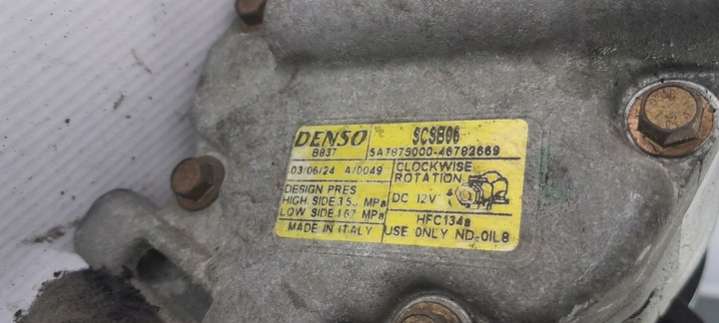 DENSO
B837
SCSB06
5A7875000-46782669
03/06/24 A/0049
CLOCKWISE
ROTATION
DESIGN PRES
HIGH SIDE 3.5 MPa
LOW SIDE 1.67 MPa
DC 12V
HFC134a
MADE IN ITALY
USE ONLY ND-OIL8